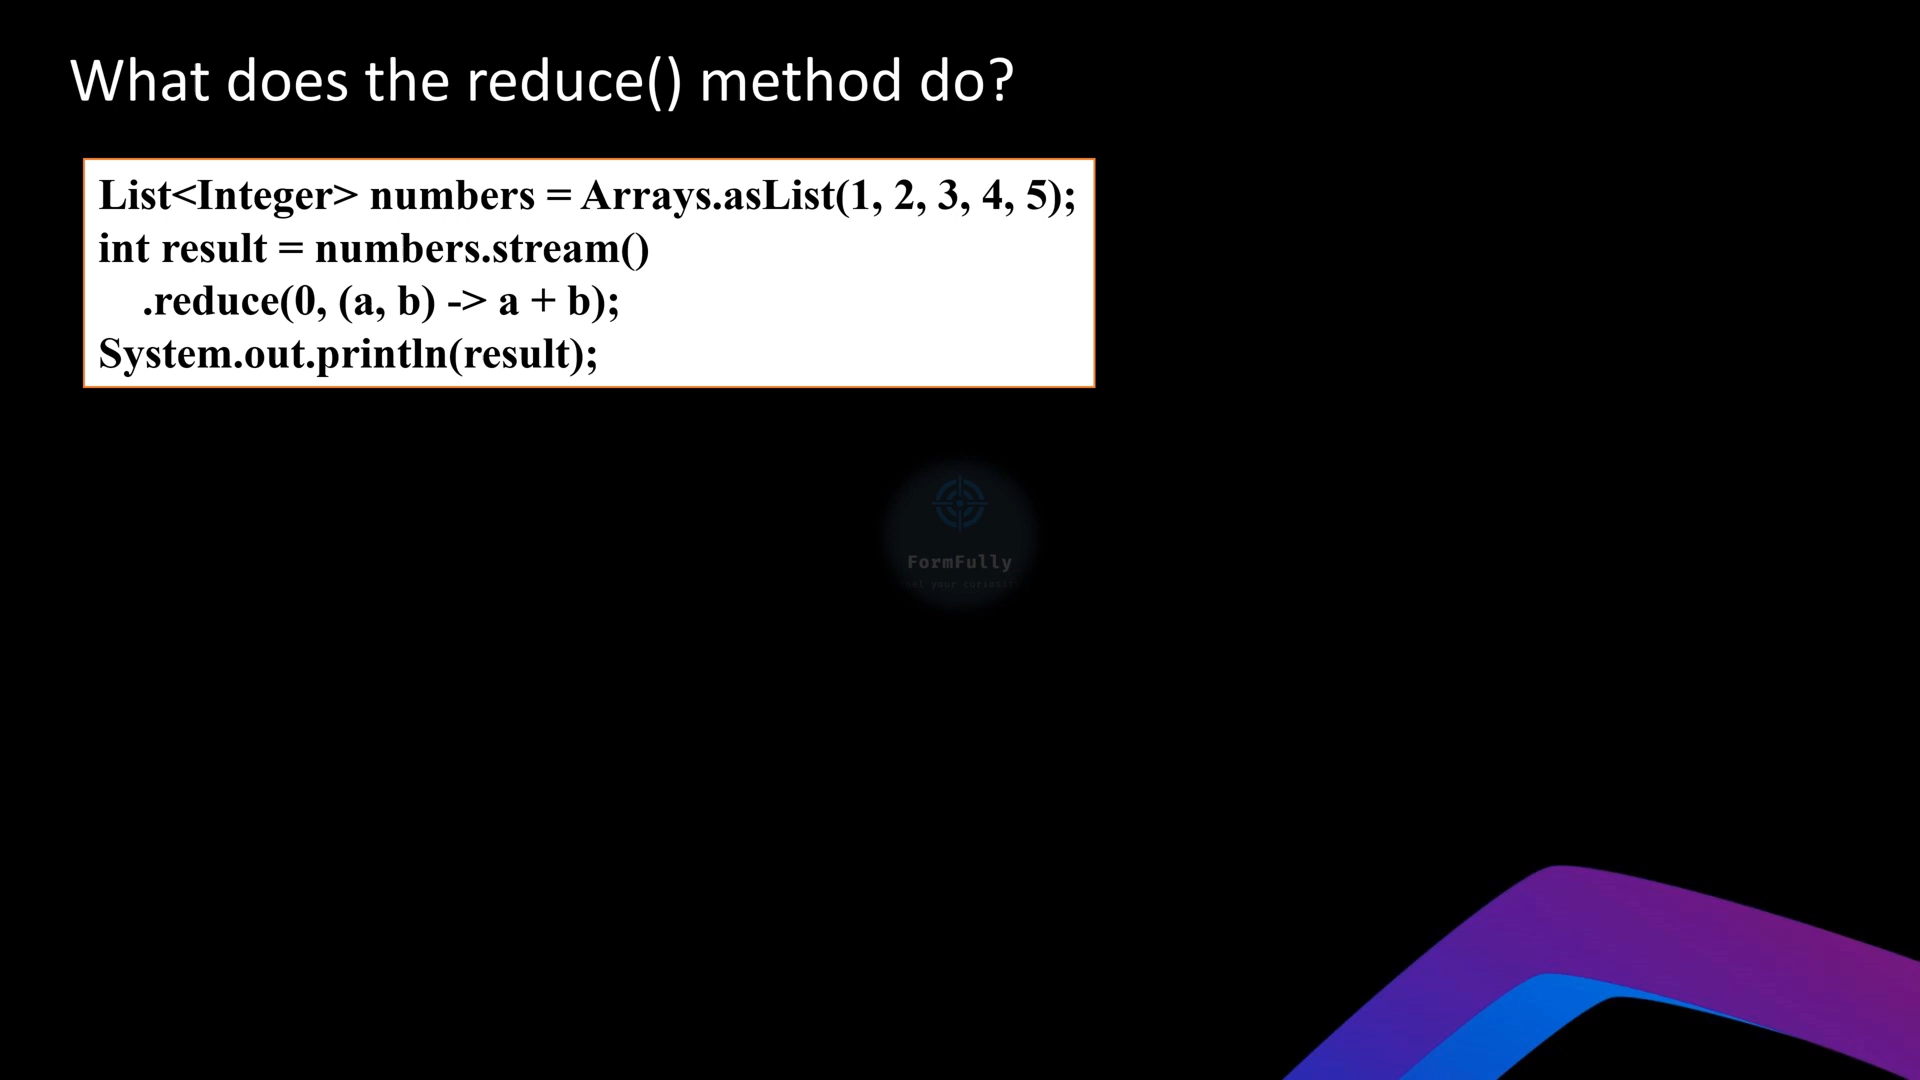 What does the reduce() method do?
List<Integer> numbers = Arrays.asList(1, 2, 3, 4, 5);
int result = numbers.stream()
.reduce(0, (a, b) -> a + b);
System.out.println(result);
FormFully
your